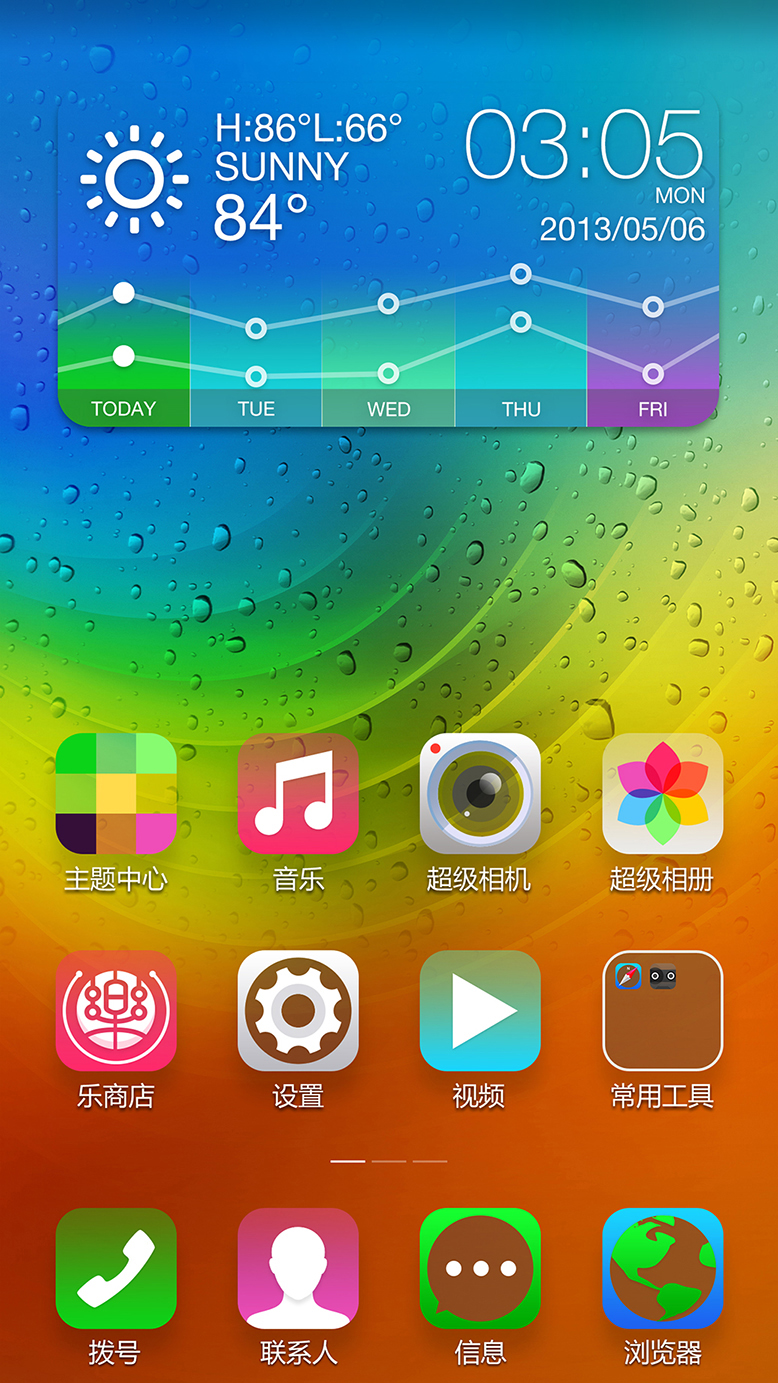 H:86°L:66°
SUNNY
84°
03:05
MON
2013/05/06
TODAY TUE WED THU FRI
主题中心 音乐 超级相机 超级相册
乐商店 设置 视频 常用工具
拨号 联系人 信息 浏览器